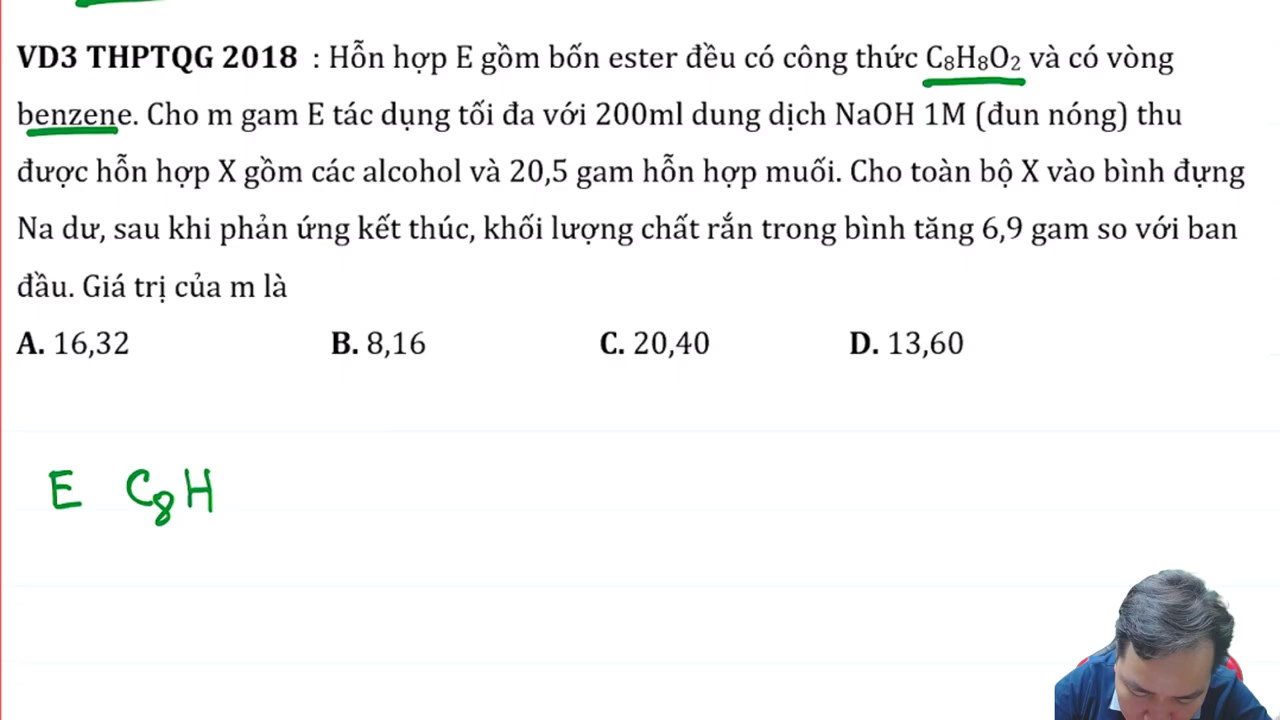 VD3 THPTQG 2018 : Hỗn hợp E gồm bốn ester đều có công thức C₈H₈O₂ và có vòng
benzene. Cho m gam E tác dụng tối đa với 200ml dung dịch NaOH 1M (đun nóng) thu
được hỗn hợp X gồm các alcohol và 20,5 gam hỗn hợp muối. Cho toàn bộ X vào bình đựng
Na dư, sau khi phản ứng kết thúc, khối lượng chất rắn trong bình tăng 6,9 gam so với ban
đầu. Giá trị của m là
A. 16,32 B. 8,16 C. 20,40 D. 13,60
E C₈H